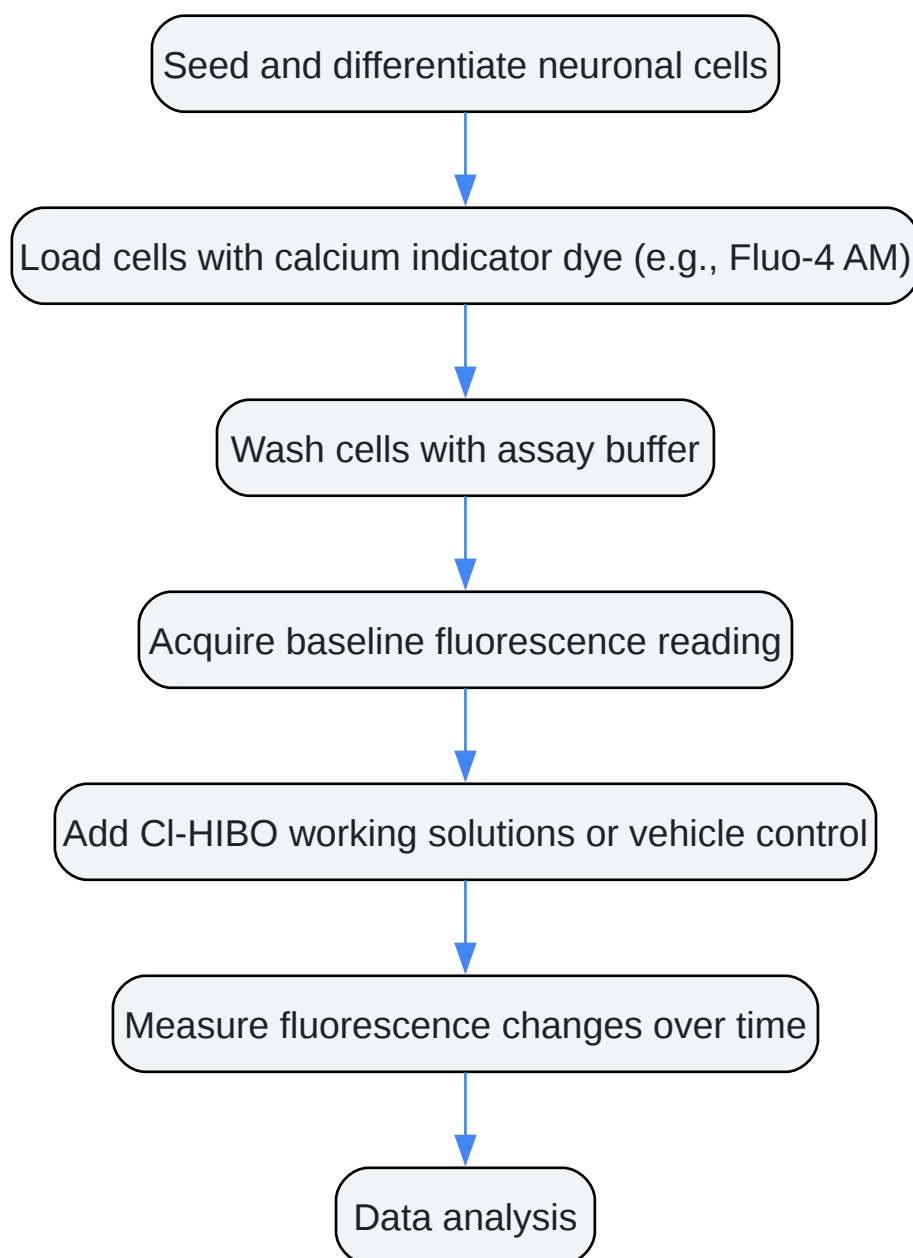 Seed and differentiate neuronal cells
Load cells with calcium indicator dye (e.g., Fluo-4 AM)
Wash cells with assay buffer
Acquire baseline fluorescence reading
Add Cl-HIBO working solutions or vehicle control
Measure fluorescence changes over time
Data analysis